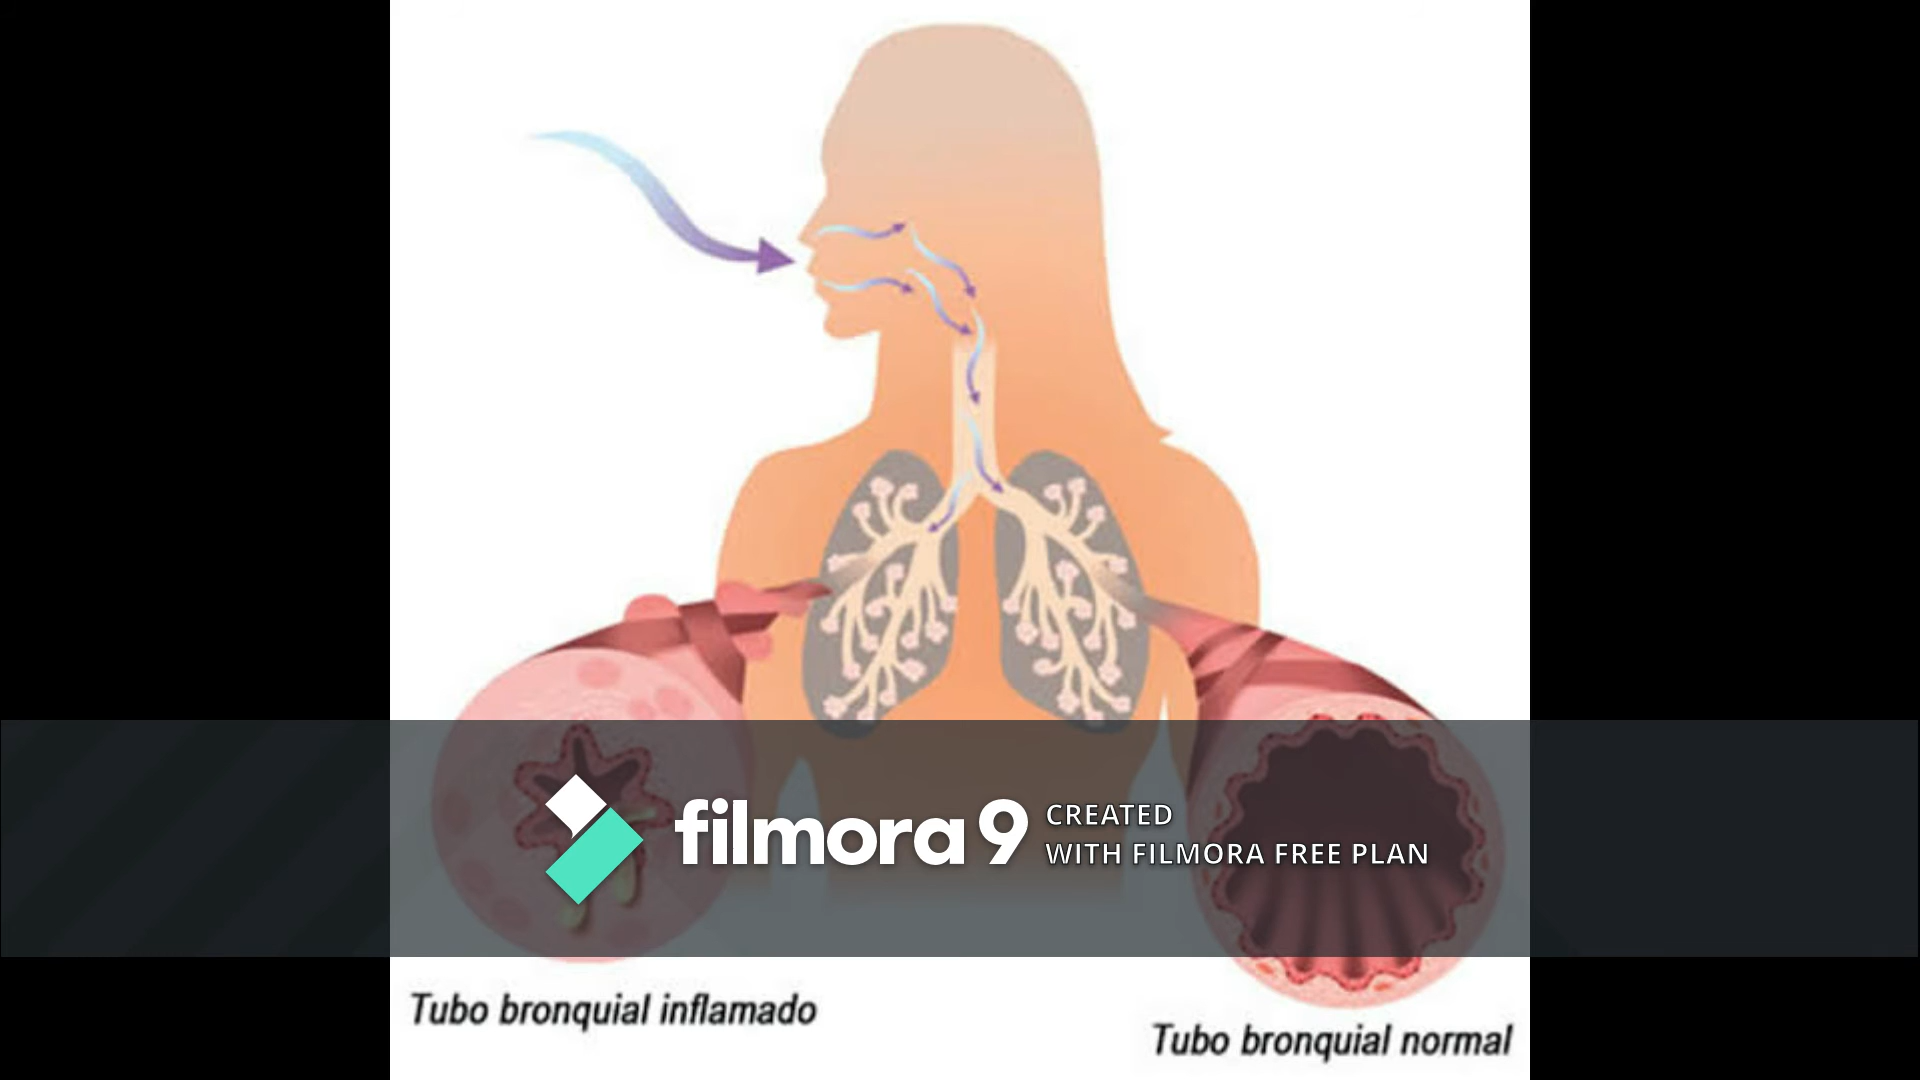 filmora 9
CREATED
WITH FILMORA FREE PLAN
Tubo bronquial inflamado
Tubo bronquial normal